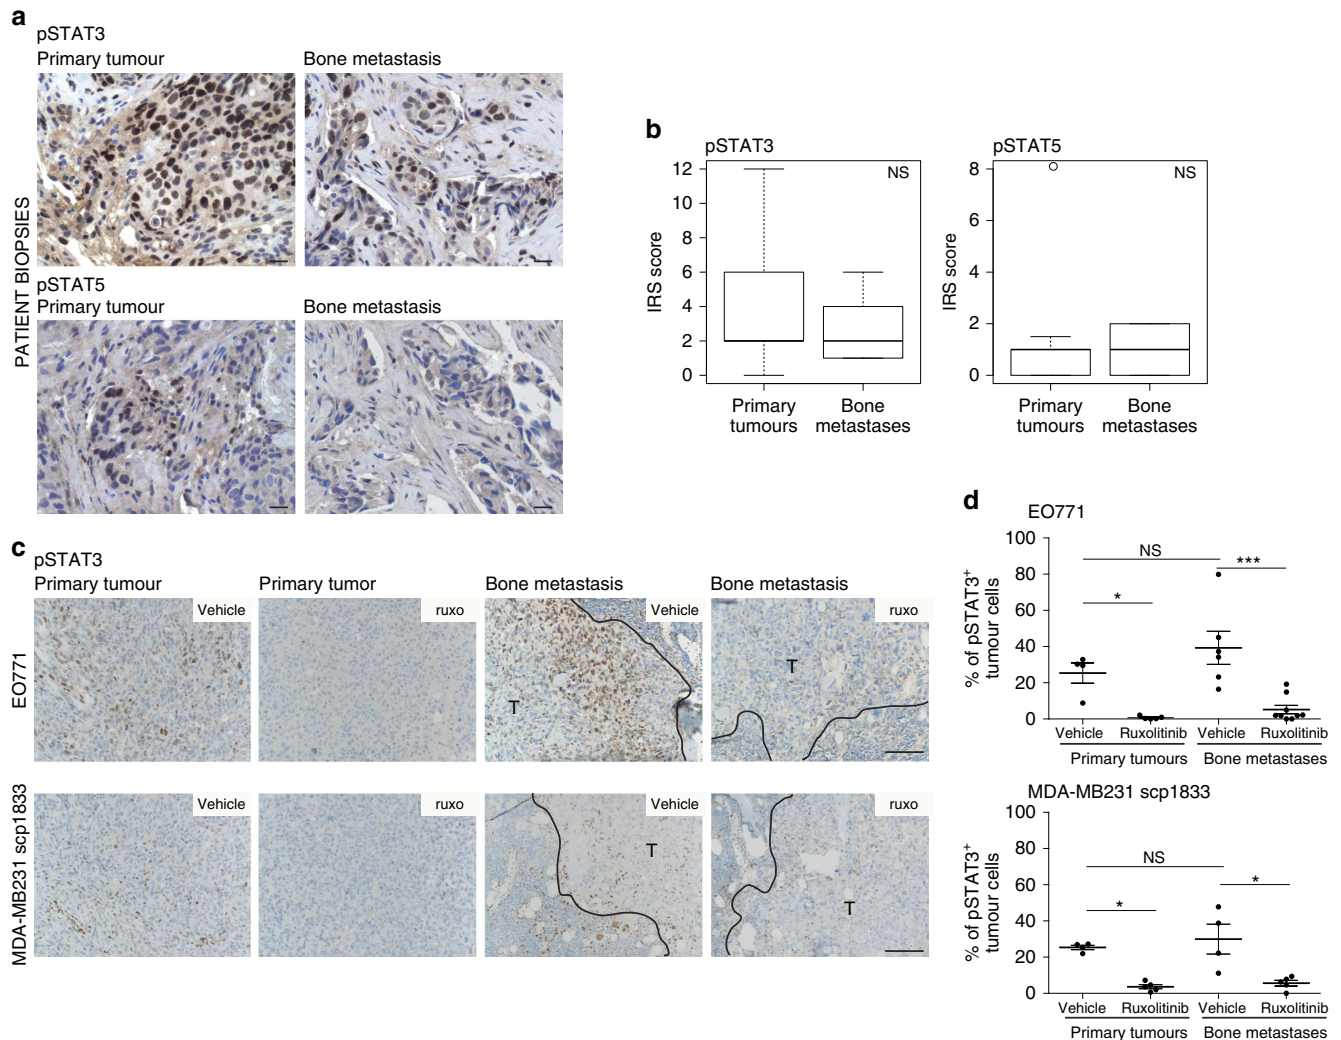 a
pSTAT3
Primary tumour
Bone metastasis
PATIENT BIOPSIES
pSTAT5
Primary tumour
Bone metastasis
b
pSTAT3
NS
IRS score
12
10
8
6
4
2
0
Primary tumours
Bone metastases
pSTAT5
NS
IRS score
8
6
4
2
0
Primary tumours
Bone metastases
c
pSTAT3
Primary tumour
Primary tumor
Bone metastasis
Bone metastasis
EO771
Vehicle
ruxo
Vehicle
T
ruxo
T
MDA-MB231 scp1833
Vehicle
ruxo
Vehicle
T
ruxo
T
d
EO771
% of pSTAT3+ tumour cells
100
80
60
40
20
0
NS
*
***
Vehicle
Ruxolitinib
Vehicle
Ruxolitinib
Primary tumours
Bone metastases
MDA-MB231 scp1833
% of pSTAT3+ tumour cells
100
80
60
40
20
0
NS
*
*
Vehicle
Ruxolitinib
Vehicle
Ruxolitinib
Primary tumours
Bone metastases